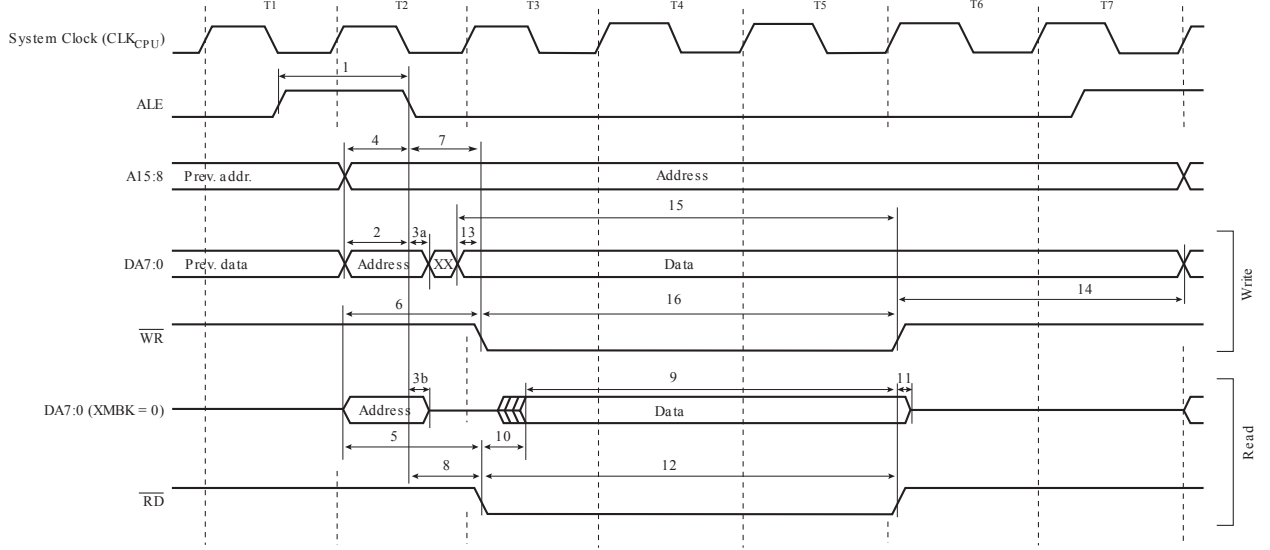 T1 T2 T3 T4 T5 T6 T7
System Clock (CLKCPU)
1
ALE
4 7
A15:8 Prev. addr. Address
15
2 3a 13
DA7:0 Prev. data Address XX Data
14
6 16
WR
Write
3b 9 11
DA7:0 (XMBK = 0) Address Data
5 10
8 12
RD
Read